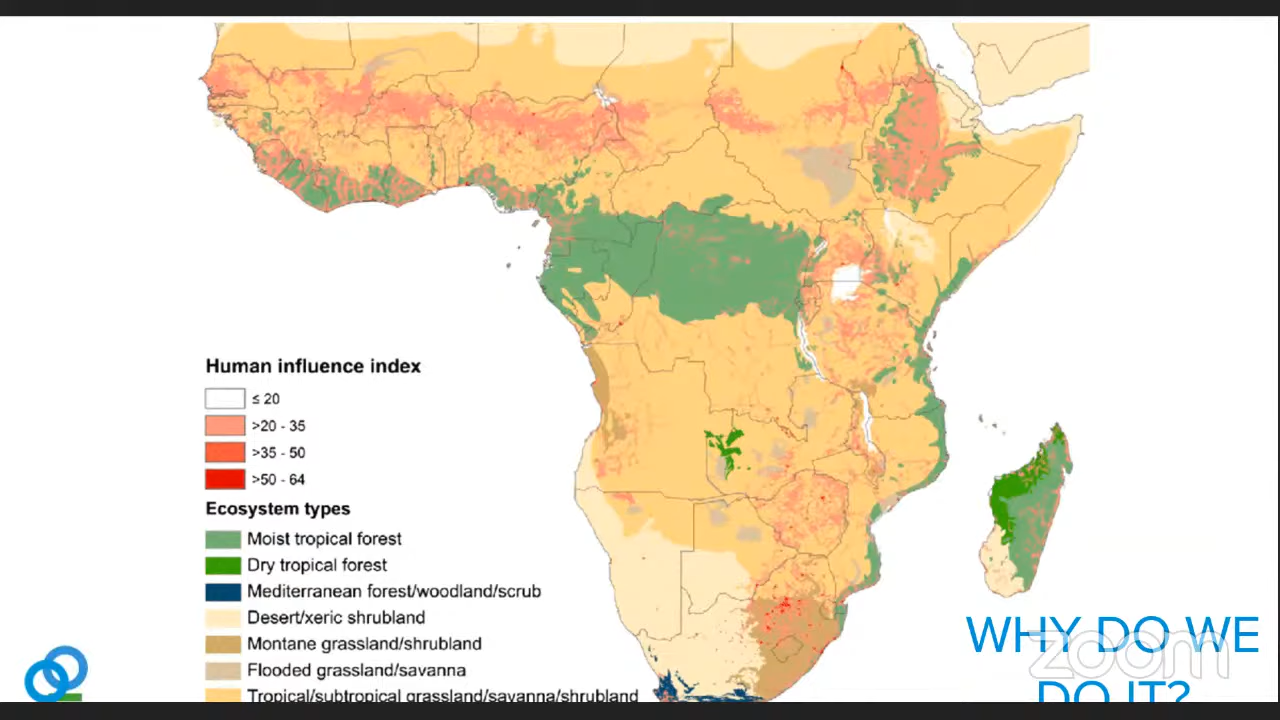 Human influence index
≤ 20
>20 - 35
>35 - 50
>50 - 64
Ecosystem types
Moist tropical forest
Dry tropical forest
Mediterranean forest/woodland/scrub
Desert/xeric shrubland
Montane grassland/shrubland
Flooded grassland/savanna
Tropical/subtropical grassland/savanna/shrubland
WHY DO WE
DO IT?
zoom